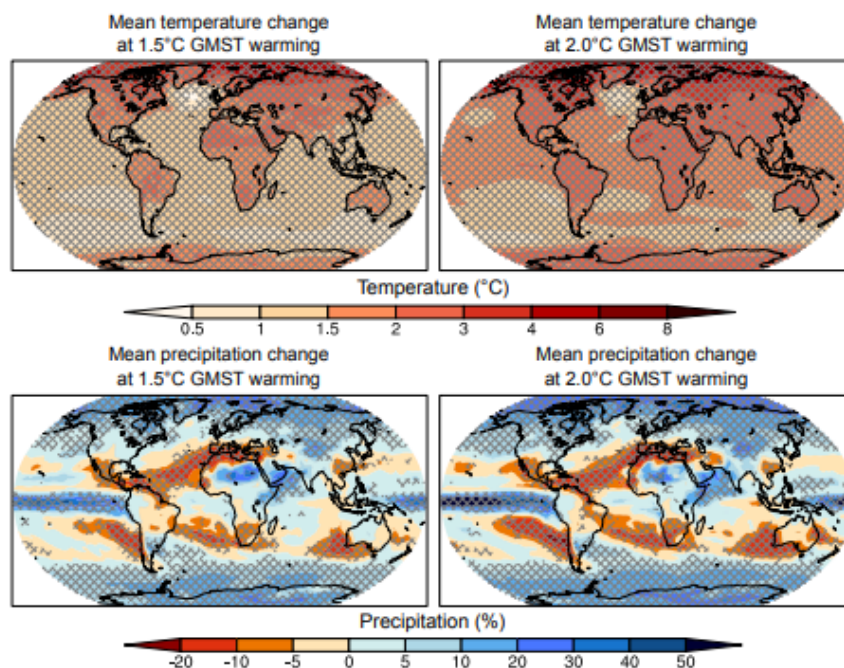 Mean temperature change
at 1.5°C GMST warming
Mean temperature change
at 2.0°C GMST warming
Temperature (°C)
0.5 1 1.5 2 3 4 6 8
Mean precipitation change
at 1.5°C GMST warming
Mean precipitation change
at 2.0°C GMST warming
Precipitation (%)
-20 -10 -5 0 5 10 20 30 40 50